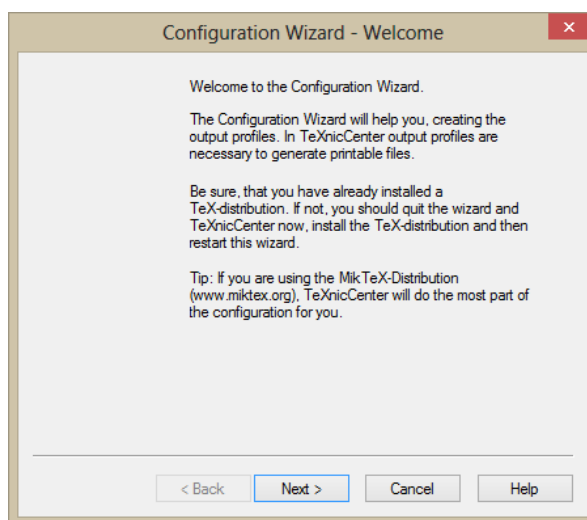 Configuration Wizard - Welcome
Welcome to the Configuration Wizard.
The Configuration Wizard will help you, creating the
output profiles. In TeXnicCenter output profiles are
necessary to generate printable files.
Be sure, that you have already installed a
TeX-distribution. If not, you should quit the wizard and
TeXnicCenter now, install the TeX-distribution and then
restart this wizard.
Tip: If you are using the MikTeX-Distribution
(www.miktex.org), TeXnicCenter will do the most part of
the configuration for you.
< Back Next > Cancel Help